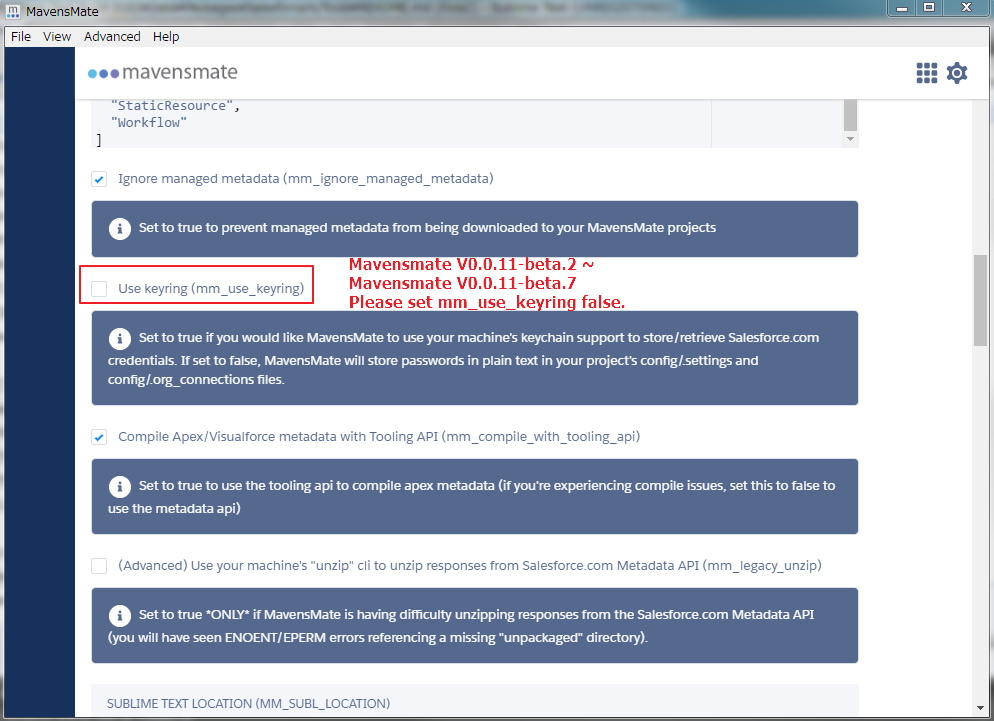 MavensMate
File View Advanced Help
mavensmate
"StaticResource",
"Workflow"
]
Ignore managed metadata (mm_ignore_managed_metadata)
Set to true to prevent managed metadata from being downloaded to your MavensMate projects
Mavensmate V0.0.11-beta.2 ~
Mavensmate V0.0.11-beta.7
Please set mm_use_keyring false.
Use keyring (mm_use_keyring)
Set to true if you would like MavensMate to use your machine's keychain support to store/retrieve Salesforce.com
credentials. If set to false, MavensMate will store passwords in plain text in your project's config/.settings and
config/.org_connections files.
Compile Apex/Visualforce metadata with Tooling API (mm_compile_with_tooling_api)
Set to true to use the tooling api to compile apex metadata (if you're experiencing compile issues, set this to false to
use the metadata api)
(Advanced) Use your machine's "unzip" cli to unzip responses from Salesforce.com Metadata API (mm_legacy_unzip)
Set to true *ONLY* if MavensMate is having difficulty unzipping responses from the Salesforce.com Metadata API
(you will have seen ENOENT/EPERM errors referencing a missing "unpackaged" directory).
SUBLIME TEXT LOCATION (MM_SUBL_LOCATION)